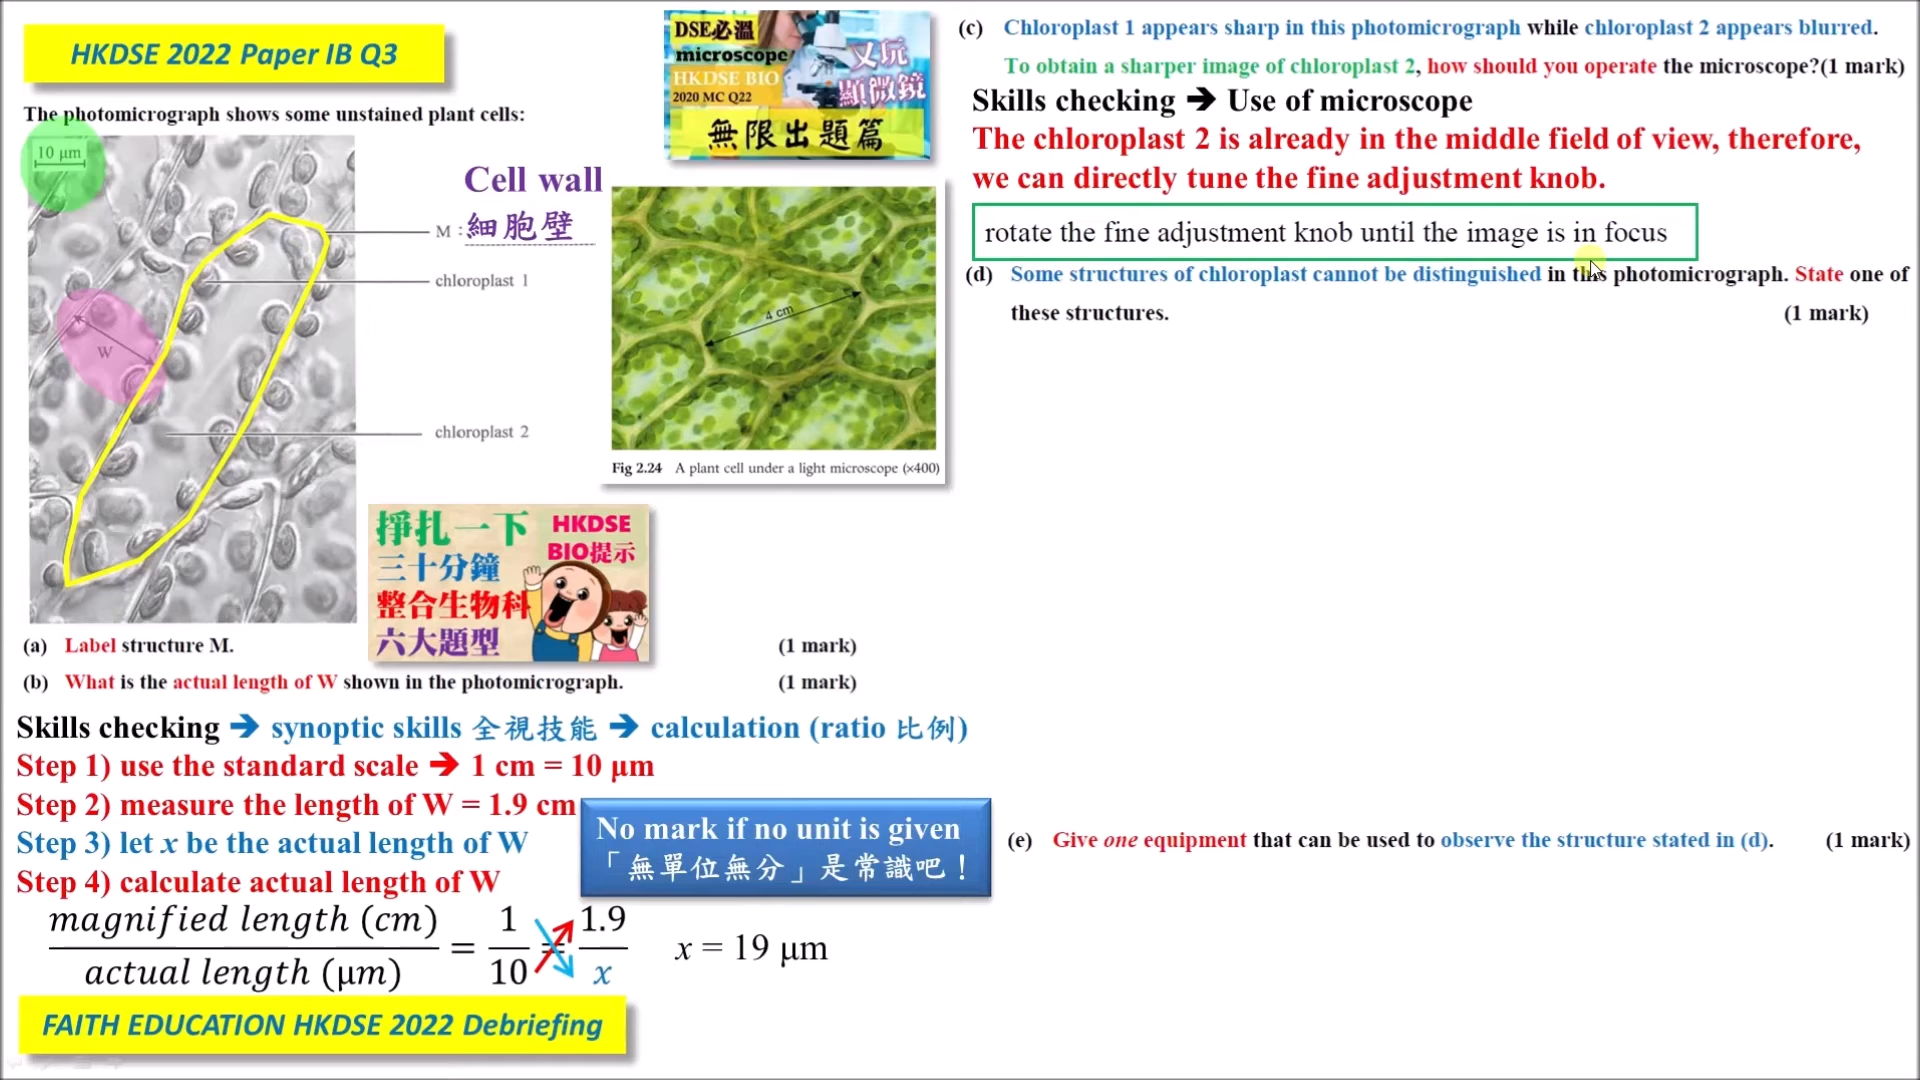 HKDSE 2022 Paper IB Q3
The photomicrograph shows some unstained plant cells:
10 μm
W
M :
Cell wall
細胞壁
chloroplast 1
chloroplast 2
DSE必溫
microscope
HKDSE BIO
2020 MC Q22
又玩
顯微鏡
無限出題篇
4 cm
Fig 2.24 A plant cell under a light microscope (×400)
掙扎一下
三十分鐘
整合生物科
六大題型
HKDSE
BIO提示
(a) Label structure M. (1 mark)
(b) What is the actual length of W shown in the photomicrograph. (1 mark)
Skills checking ➔ synoptic skills 全視技能 ➔ calculation (ratio 比例)
Step 1) use the standard scale ➔ 1 cm = 10 μm
Step 2) measure the length of W = 1.9 cm
Step 3) let x be the actual length of W
Step 4) calculate actual length of W
No mark if no unit is given
「無單位無分」是常識吧！
magnified length (cm) / actual length (μm) = 1/10 = 1.9/x x = 19 μm
FAITH EDUCATION HKDSE 2022 Debriefing
(c) Chloroplast 1 appears sharp in this photomicrograph while chloroplast 2 appears blurred.
To obtain a sharper image of chloroplast 2, how should you operate the microscope?(1 mark)
Skills checking ➔ Use of microscope
The chloroplast 2 is already in the middle field of view, therefore,
we can directly tune the fine adjustment knob.
rotate the fine adjustment knob until the image is in focus
(d) Some structures of chloroplast cannot be distinguished in this photomicrograph. State one of
these structures. (1 mark)
(e) Give one equipment that can be used to observe the structure stated in (d). (1 mark)